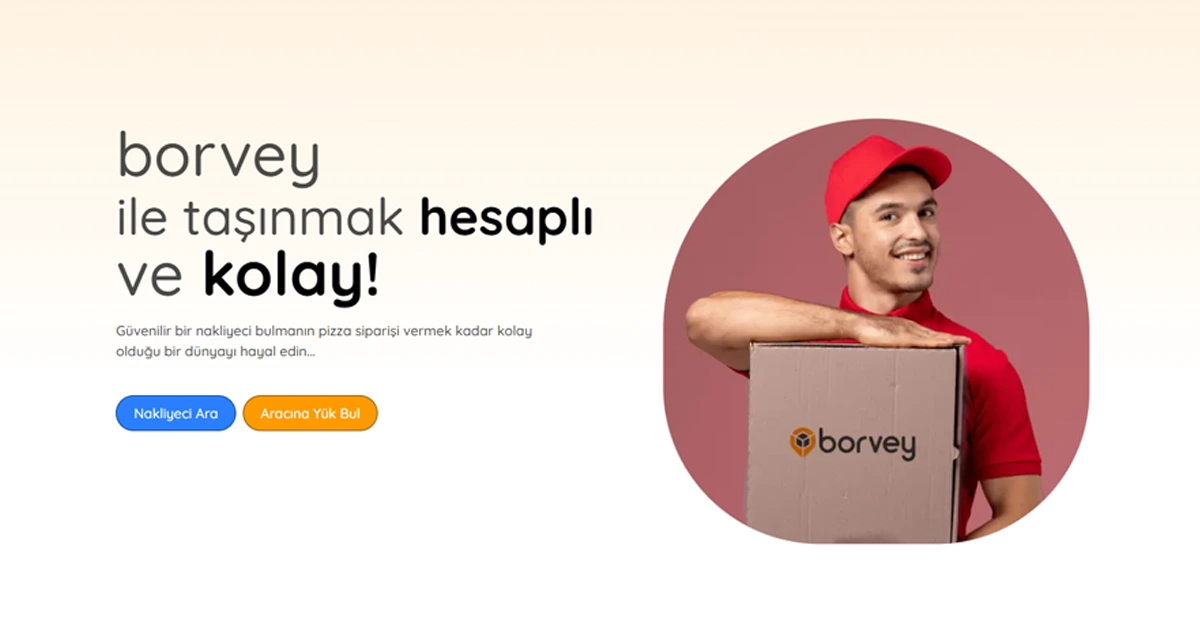 borvey
ile taşınmak hesaplı
ve kolay!
Güvenilir bir nakliyeci bulmanın pizza siparişi vermek kadar kolay
olduğu bir dünyayı hayal edin...
Nakliyeci Ara
Aracına Yük Bul
borvey